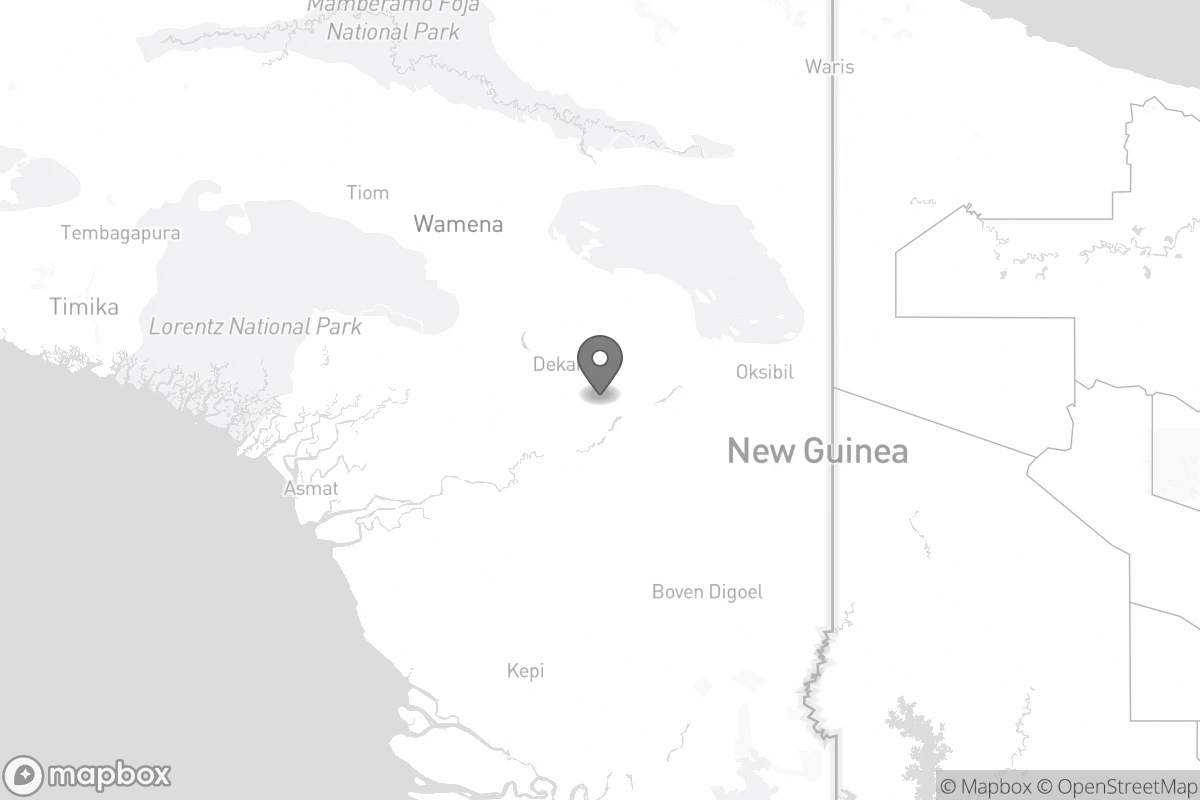 Mamberamo Foja
National Park
Waris
Tiom
Wamena
Tembagapura
Timika
Lorentz National Park
Oksibil
New Guinea
Asmat
Boven Digoel
Kepi
mapbox
© Mapbox © OpenStreetMap